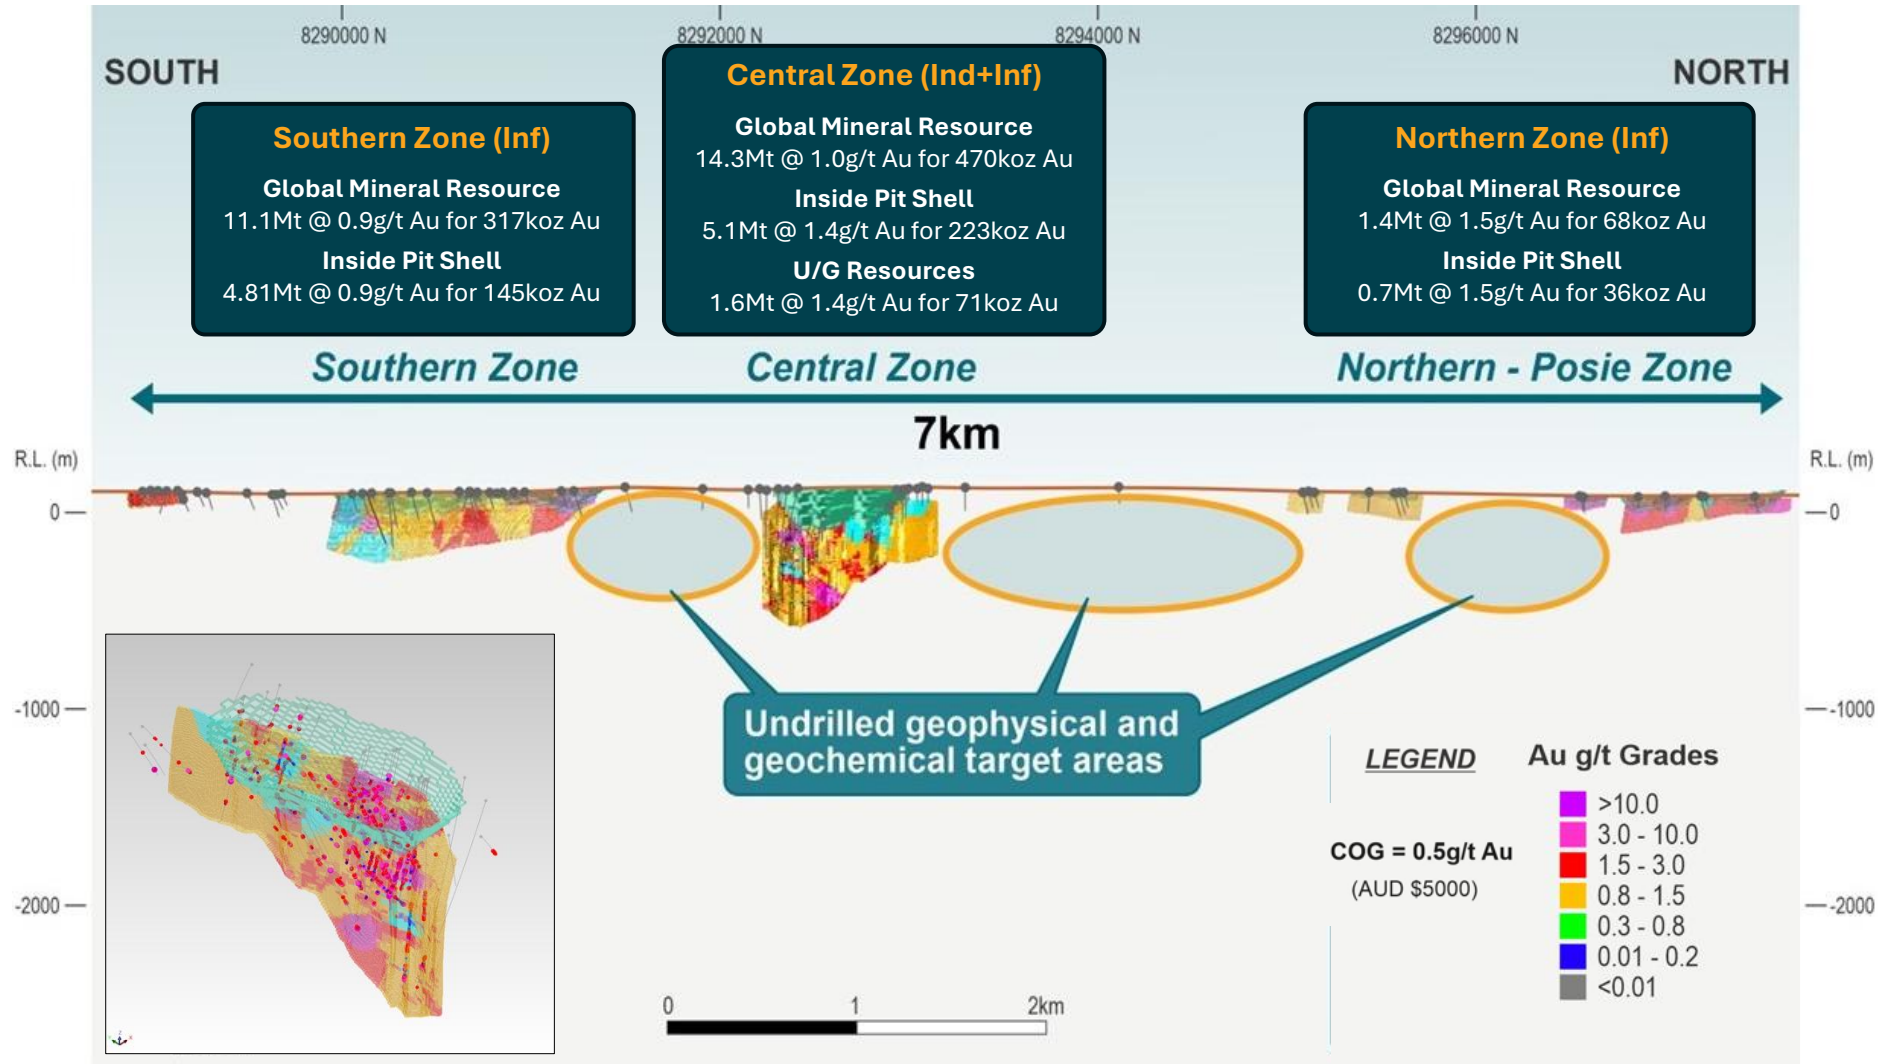 8290000 N
8292000 N
8294000 N
8296000 N
SOUTH
NORTH
Southern Zone (Inf)
Global Mineral Resource
11.1Mt @ 0.9g/t Au for 317koz Au
Inside Pit Shell
4.81Mt @ 0.9g/t Au for 145koz Au
Central Zone (Ind+Inf)
Global Mineral Resource
14.3Mt @ 1.0g/t Au for 470koz Au
Inside Pit Shell
5.1Mt @ 1.4g/t Au for 223koz Au
U/G Resources
1.6Mt @ 1.4g/t Au for 71koz Au
Northern Zone (Inf)
Global Mineral Resource
1.4Mt @ 1.5g/t Au for 68koz Au
Inside Pit Shell
0.7Mt @ 1.5g/t Au for 36koz Au
Southern Zone
Central Zone
Northern - Posie Zone
7km
R.L. (m)
R.L. (m)
0
0
-1000
-1000
-2000
-2000
Undrilled geophysical and
geochemical target areas
LEGEND
COG = 0.5g/t Au
(AUD $5000)
Au g/t Grades
>10.0
3.0 - 10.0
1.5 - 3.0
0.8 - 1.5
0.3 - 0.8
0.01 - 0.2
<0.01
0
1
2km